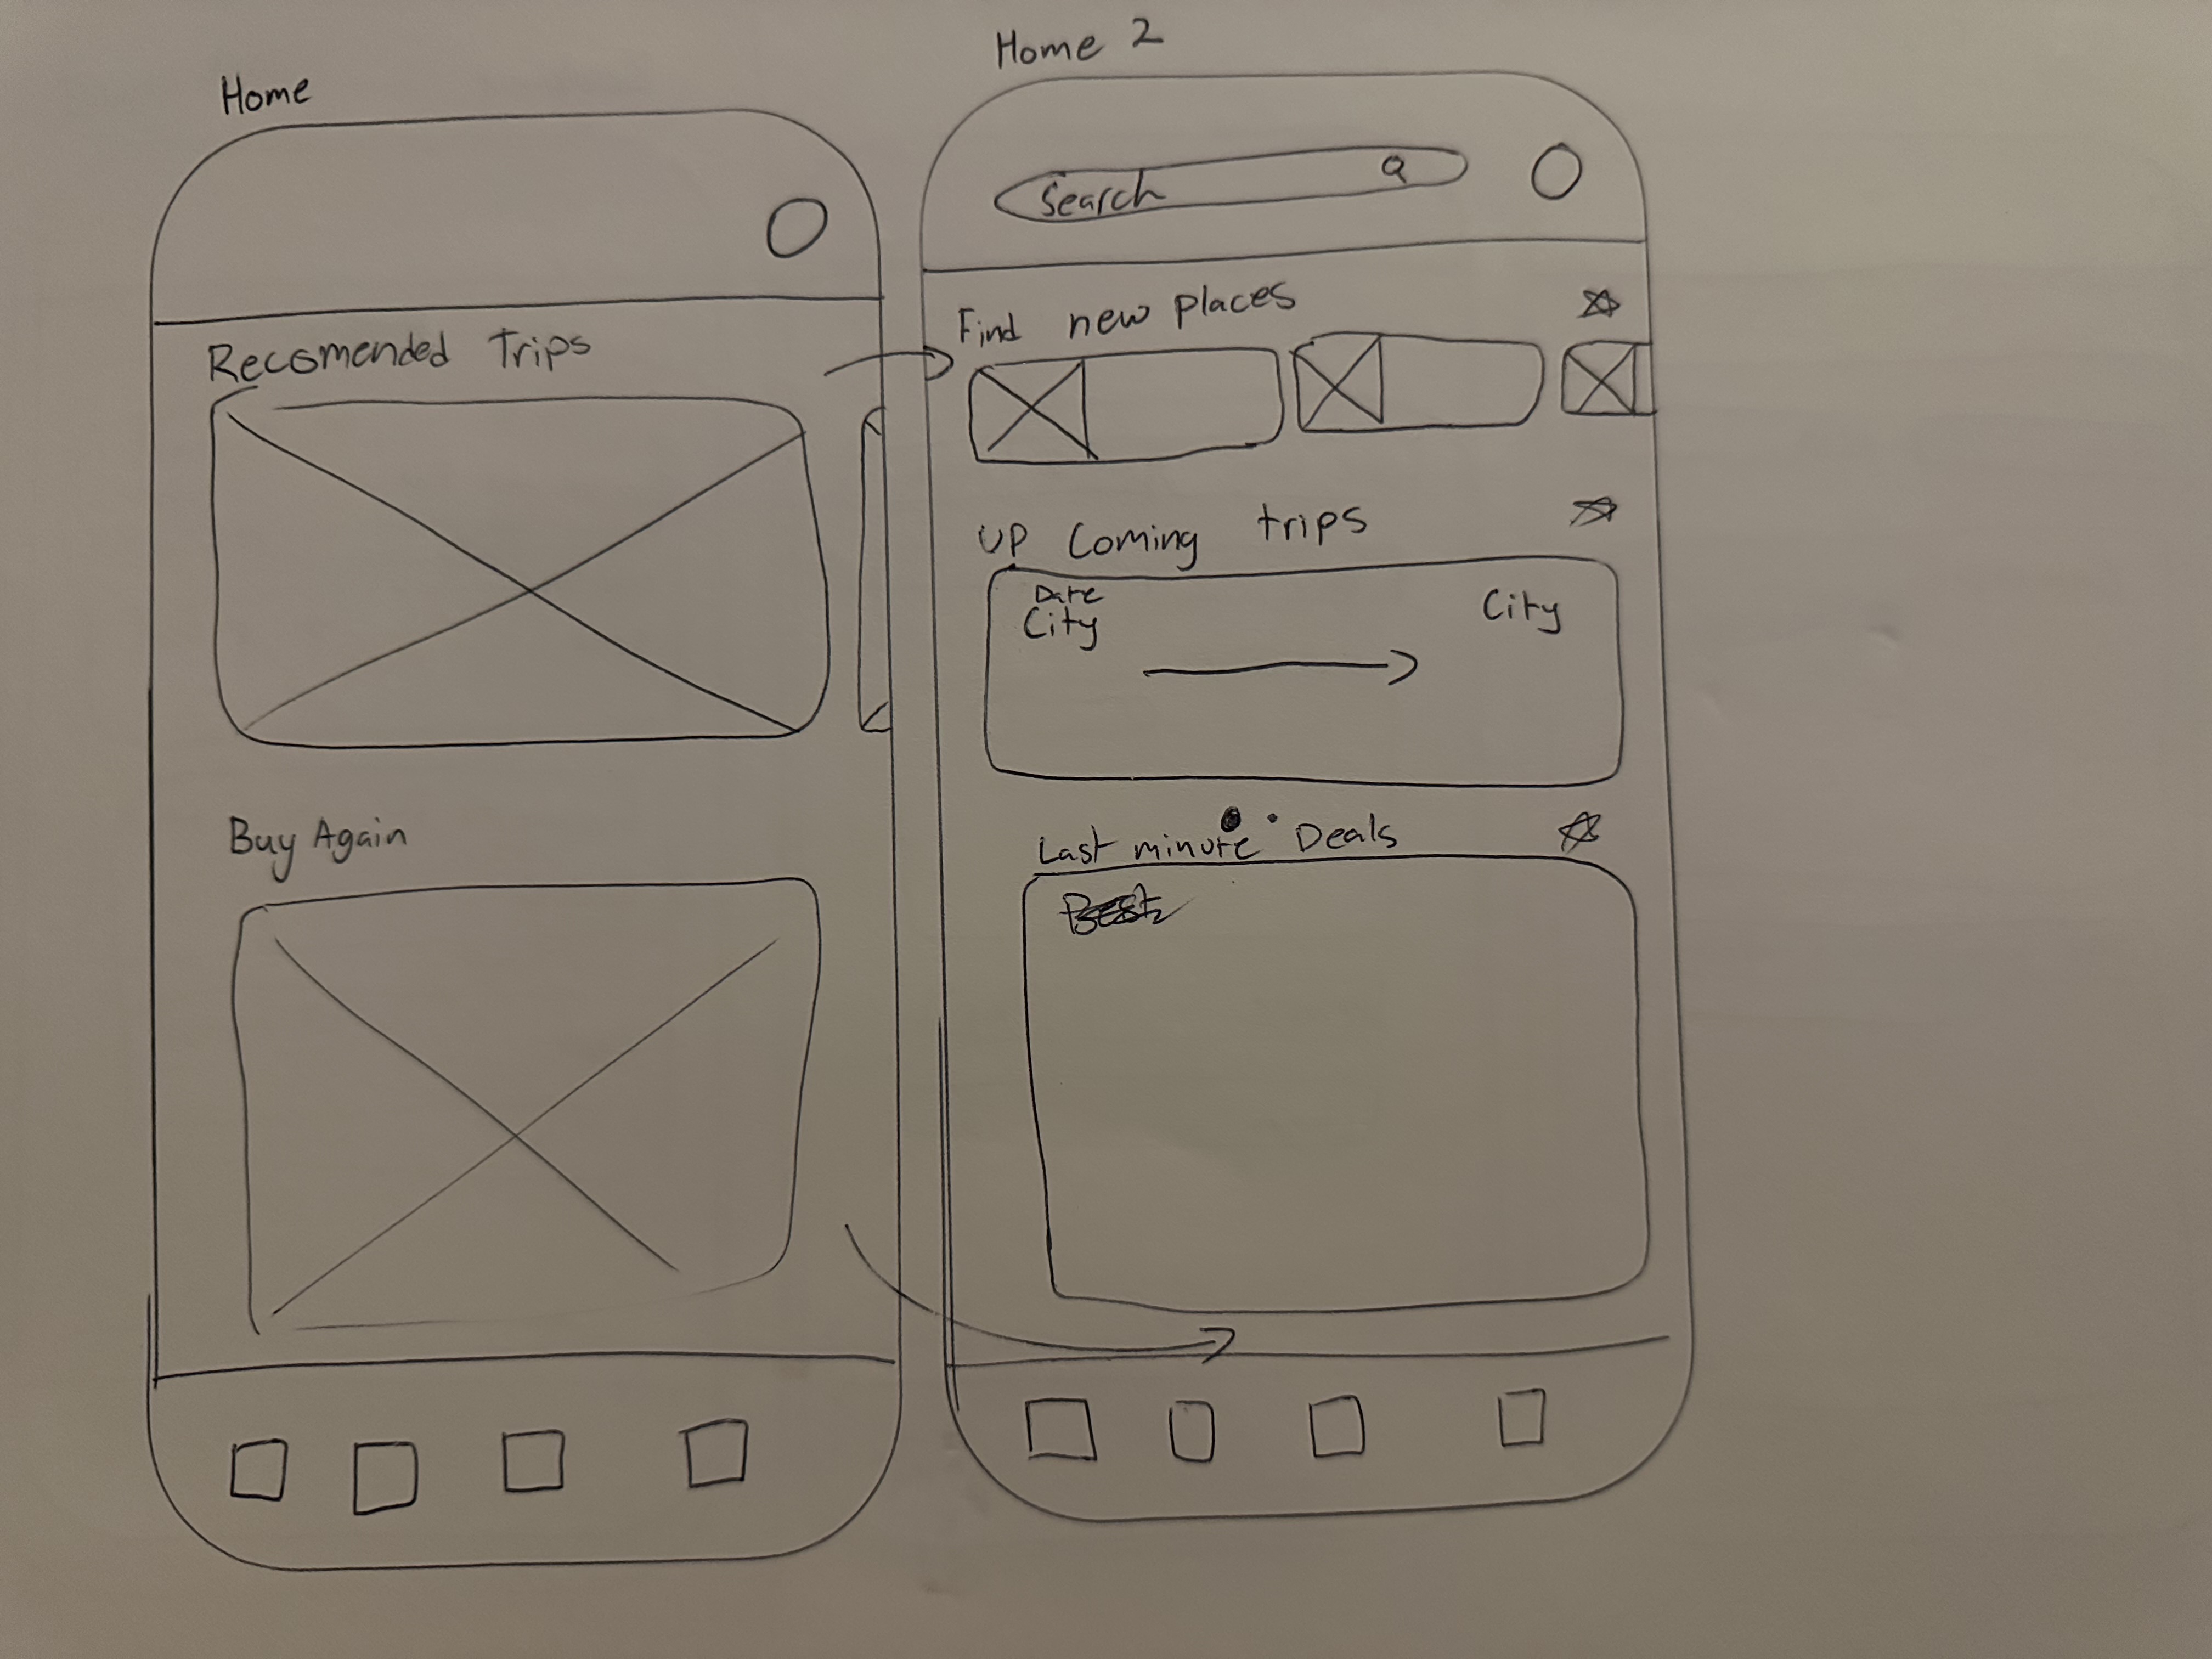 Home
Recomended Trips
Buy Again
Home 2
Search
Find new places
up Coming trips
Date
City
City
Last minute Deals